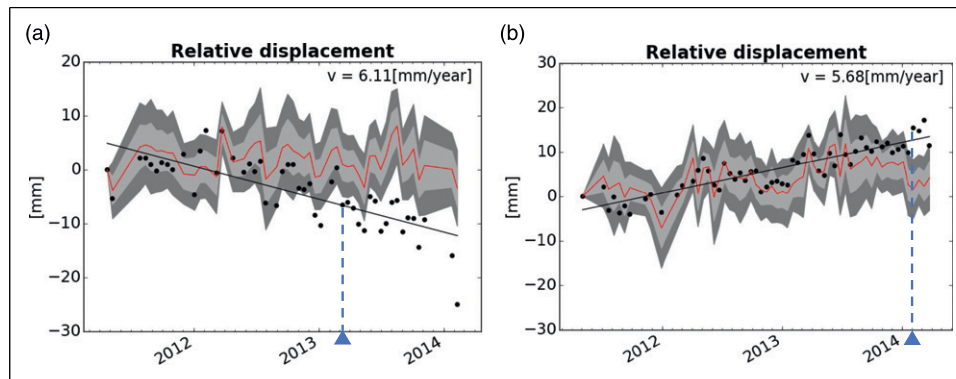 (a)
Relative displacement
v = 6.11[mm/year]
20
10
0
−10
−20
−30
[mm]
2012
2013
2014
(b)
Relative displacement
v = 5.68[mm/year]
30
20
10
0
−10
−20
−30
[mm]
2012
2013
2014